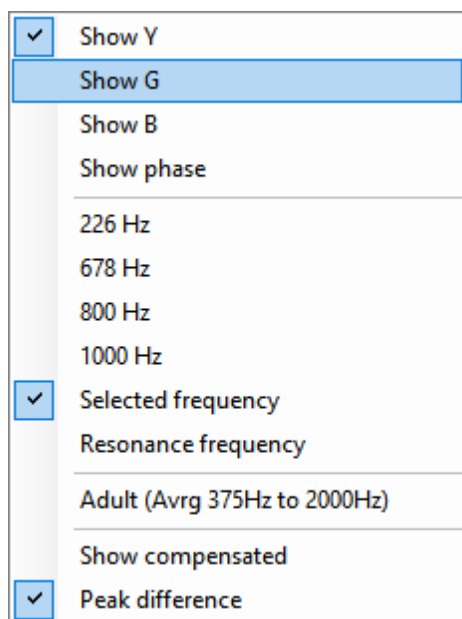 Show Y
Show G
Show B
Show phase
226 Hz
678 Hz
800 Hz
1000 Hz
Selected frequency
Resonance frequency
Adult (Avrg 375Hz to 2000Hz)
Show compensated
Peak difference